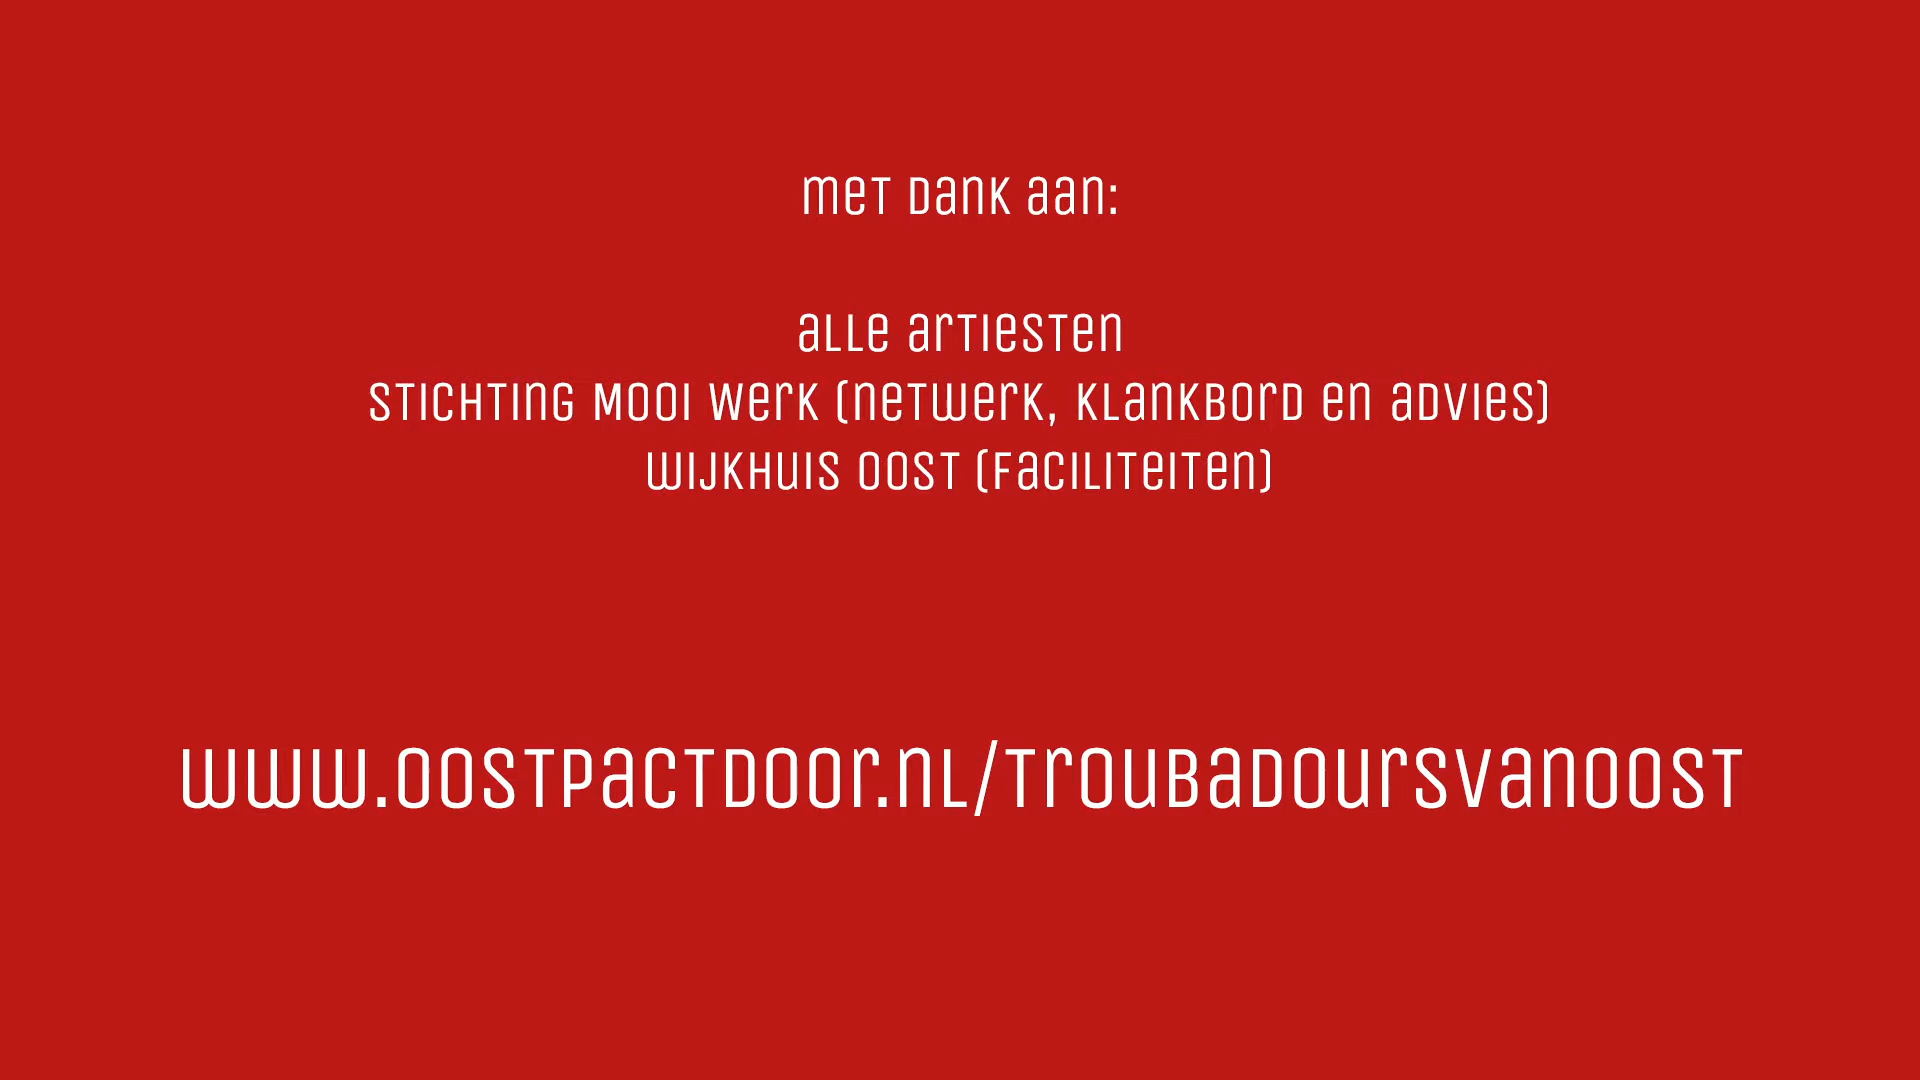 met dank aan:
alle artiesten
Stichting Mooi Werk (netwerk, klankbord en advies)
Wijkhuis Oost (faciliteiten)
www.oostpactdoor.nl/troubadoursvanoost